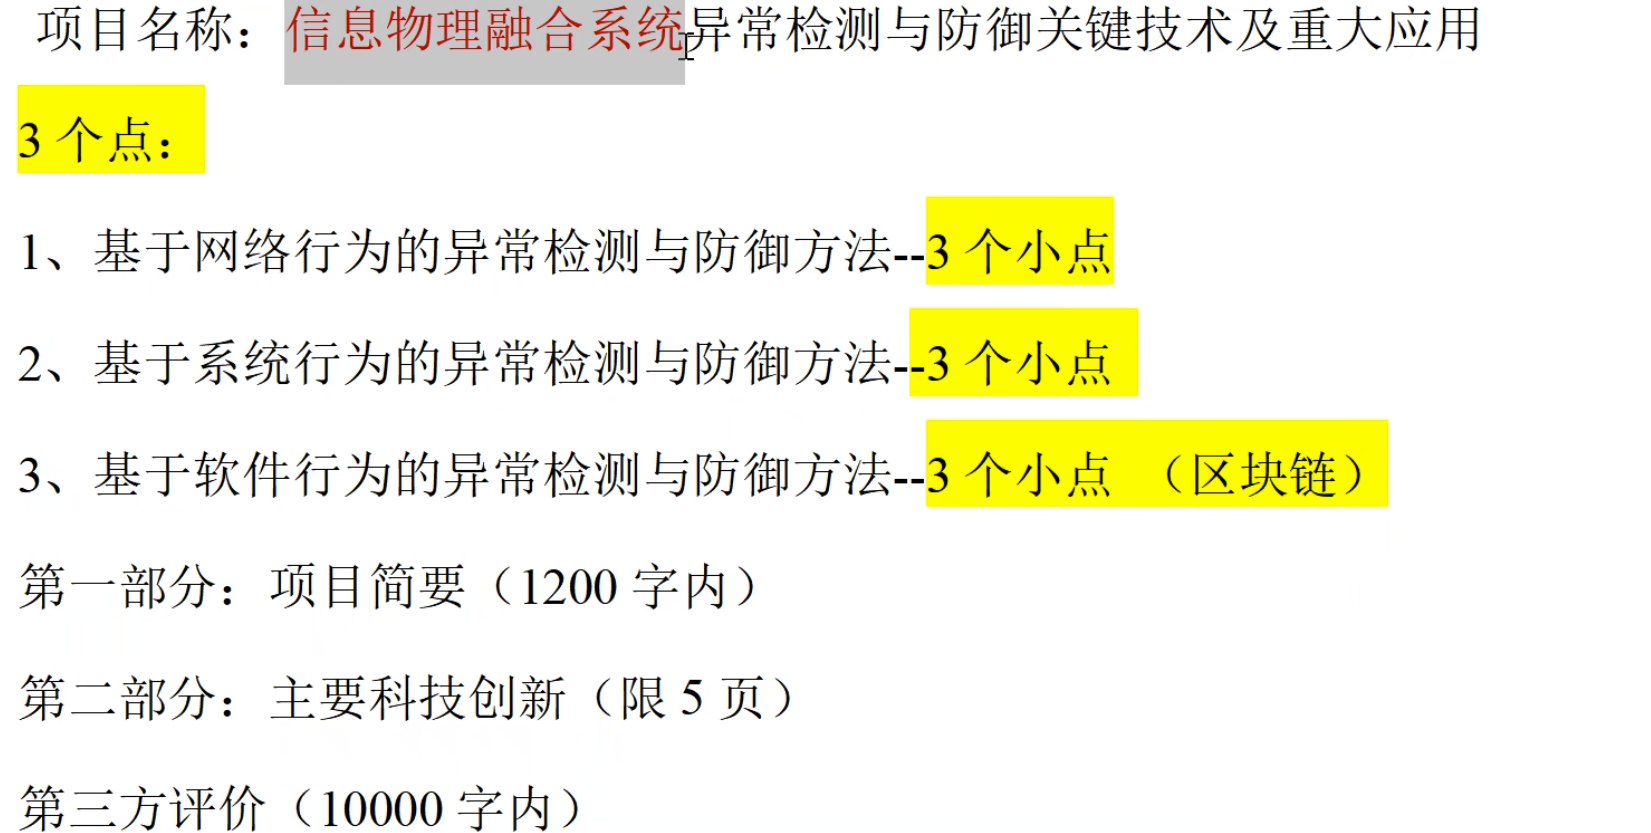 项目名称：信息物理融合系统异常检测与防御关键技术及重大应用
3 个点：
1、基于网络行为的异常检测与防御方法--3 个小点
2、基于系统行为的异常检测与防御方法--3 个小点
3、基于软件行为的异常检测与防御方法--3 个小点 （区块链）
第一部分：项目简要（1200 字内）
第二部分：主要科技创新（限 5 页）
第三方评价（10000 字内）